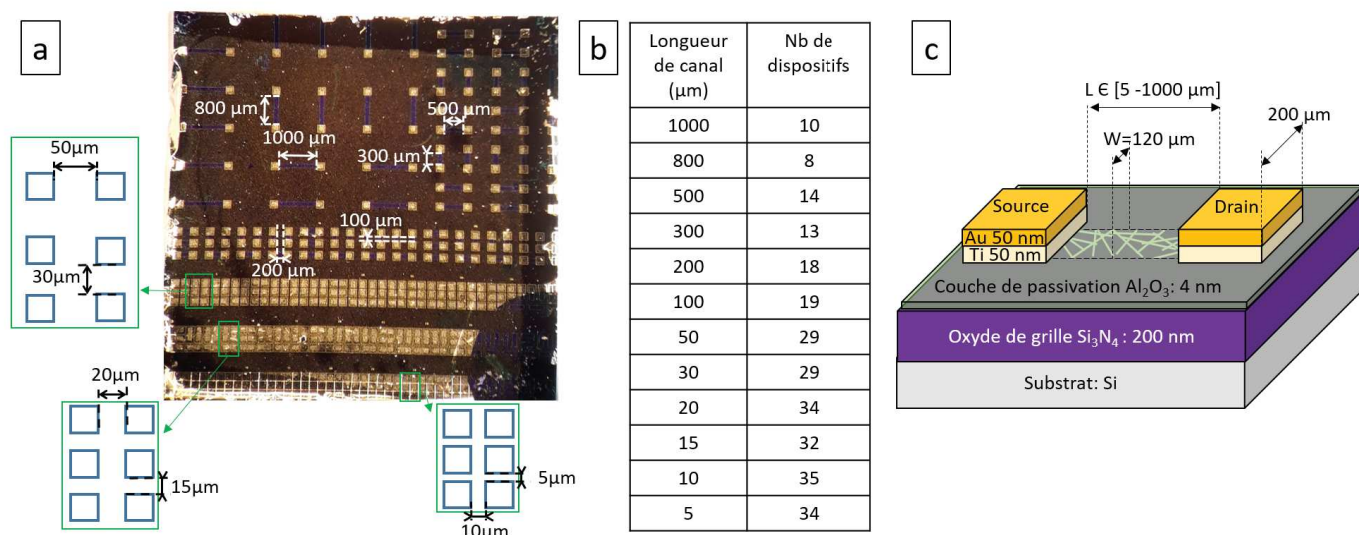 a
800 µm
1000 µm
500 µm
300 µm
100 µm
200 µm
50µm
30µm
20µm
15µm
5µm
10µm
b
Longueur de canal (µm) Nb de dispositifs
1000 10
800 8
500 14
300 13
200 18
100 19
50 29
30 29
20 34
15 32
10 35
5 34
c
L Є [5 -1000 µm]
200 µm
W=120 µm
Source
Drain
Au 50 nm
Ti 50 nm
Couche de passivation Al₂O₃: 4 nm
Oxyde de grille Si₃N₄ : 200 nm
Substrat: Si